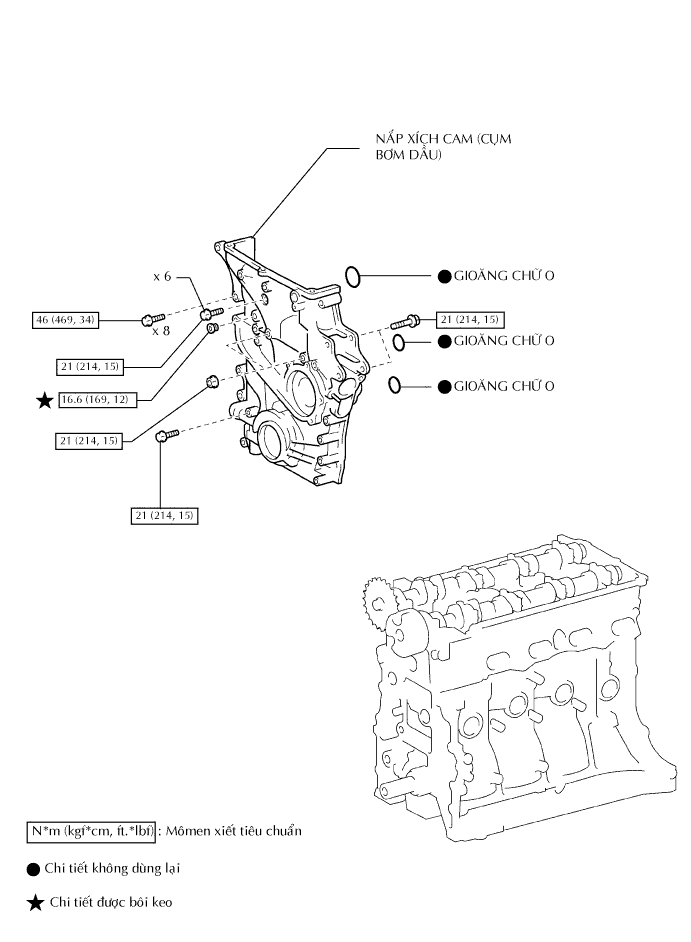 NẮP XÍCH CAM (CỤM
BƠM DẦU)
x 6
GIOĂNG CHỮ O
46 (469, 34)
x 8
21 (214, 15)
GIOĂNG CHỮ O
21 (214, 15)
16.6 (169, 12)
GIOĂNG CHỮ O
21 (214, 15)
21 (214, 15)
N*m (kgf*cm, ft.*lbf) : Mômen xiết tiêu chuẩn
Chi tiết không dùng lại
Chi tiết được bôi keo